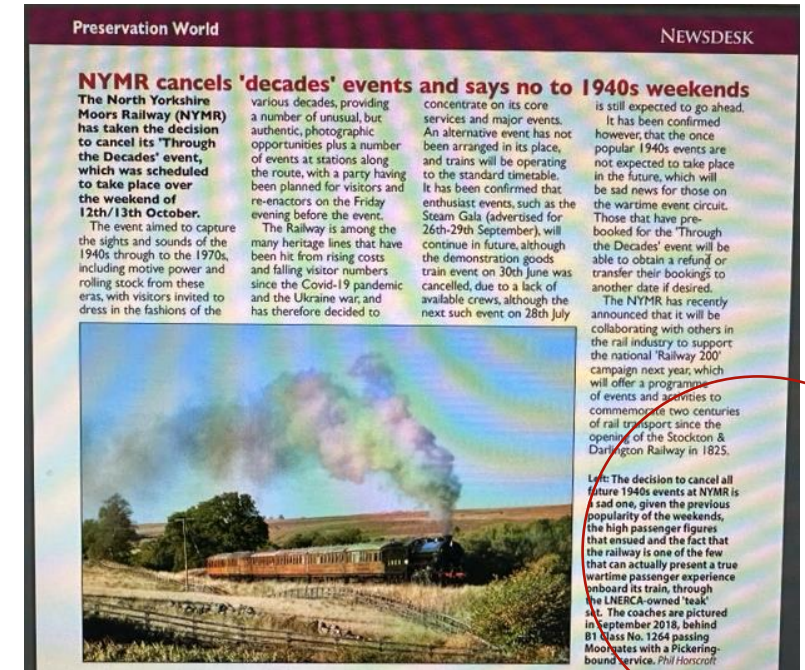 Preservation World
NEWSDESK
NYMR cancels 'decades' events and says no to 1940s weekends
The North Yorkshire
Moors Railway (NYMR)
has taken the decision
to cancel its 'Through
the Decades' event,
which was scheduled
to take place over
the weekend of
12th/13th October.
The event aimed to capture
the sights and sounds of the
1940s through to the 1970s,
including motive power and
rolling stock from these
eras, with visitors invited to
dress in the fashions of the
various decades, providing
a number of unusual, but
authentic, photographic
opportunities plus a number
of events at stations along
the route, with a party having
been planned for visitors and
re-enactors on the Friday
evening before the event.
The Railway is among the
many heritage lines that have
been hit from rising costs
and falling visitor numbers
since the Covid-19 pandemic
and the Ukraine war, and
has therefore decided to
concentrate on its core
services and major events.
An alternative event has not
been arranged in its place,
and trains will be operating
to the standard timetable.
It has been confirmed that
enthusiast events, such as the
Steam Gala (advertised for
26th-29th September), will
continue in future, although
the demonstration goods
train event on 30th June was
cancelled, due to a lack of
available crews, although the
next such event on 28th July
is still expected to go ahead.
It has been confirmed
however, that the once
popular 1940s events are
not expected to take place
in the future, which will
be sad news for those on
the wartime event circuit.
Those that have pre-
booked for the 'Through
the Decades' event will be
able to obtain a refund or
transfer their bookings to
another date if desired.
The NYMR has recently
announced that it will be
collaborating with others in
the rail industry to support
the national 'Railway 200'
campaign next year, which
will offer a programme
of events and activities to
commemorate two centuries
of rail transport since the
opening of the Stockton &
Darlington Railway in 1825.
Left: The decision to cancel all
future 1940s events at NYMR is
a sad one, given the previous
popularity of the weekends,
the high passenger figures
that ensued and the fact that
the railway is one of the few
that can actually present a true
wartime passenger experience
onboard its train, through
the LNERCA-owned 'teak'
set. The coaches are pictured
in September 2018, behind
B1 Class No. 1264 passing
Moorgates with a Pickering-
bound service. Phil Horscroft